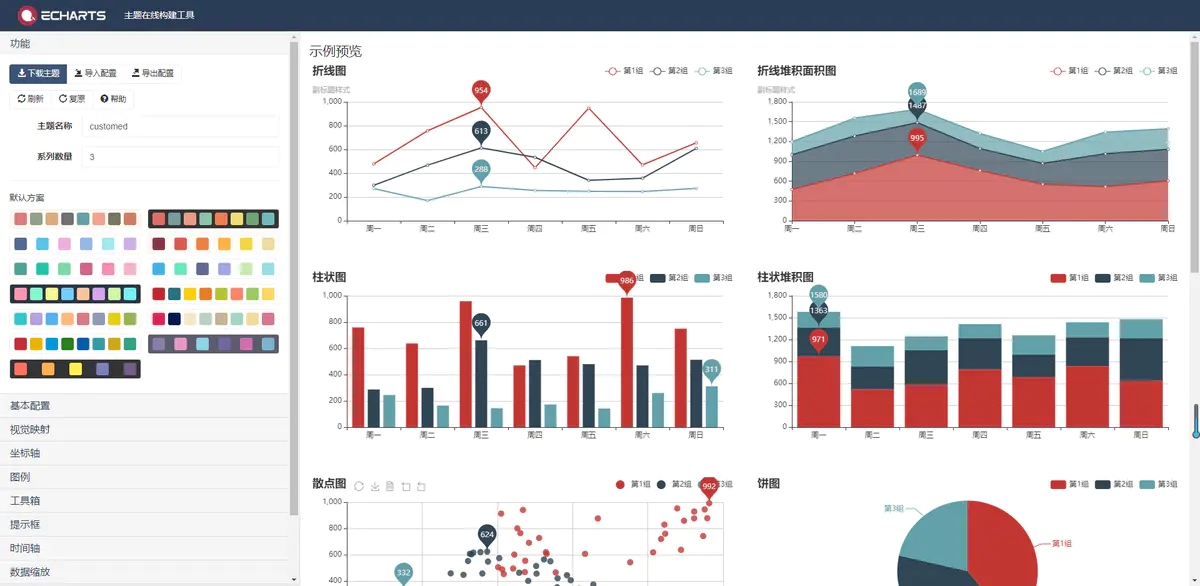 ECHARTS 主题在线构建工具
功能
下载主题 导入配置 导出配置
刷新 复原 帮助
主题名称 customed
系列数量 3
默认方案
基本配置
视觉映射
坐标轴
图例
工具箱
提示框
时间轴
数据缩放
示例预览
折线图
第1组 第2组 第3组
副标题样式
1,000
800
600
400
200
0
954
613
288
周一 周二 周三 周四 周五 周六 周日
折线堆积面积图
第1组 第2组 第3组
副标题样式
1,800
1,500
1,200
900
600
300
0
1689
1487
995
周一 周二 周三 周四 周五 周六 周日
柱状图
第2组 第3组
1,000
800
600
400
200
0
986
661
311
周一 周二 周三 周四 周五 周六 周日
柱状堆积图
第1组 第2组 第3组
1,800
1,500
1,200
900
600
300
0
1580
1363
971
周一 周二 周三 周四 周五 周六 周日
散点图
第1组 第2组 3组
1,000
800
600
400
992
624
332
饼图
第1组 第2组 第3组
第3组
第1组